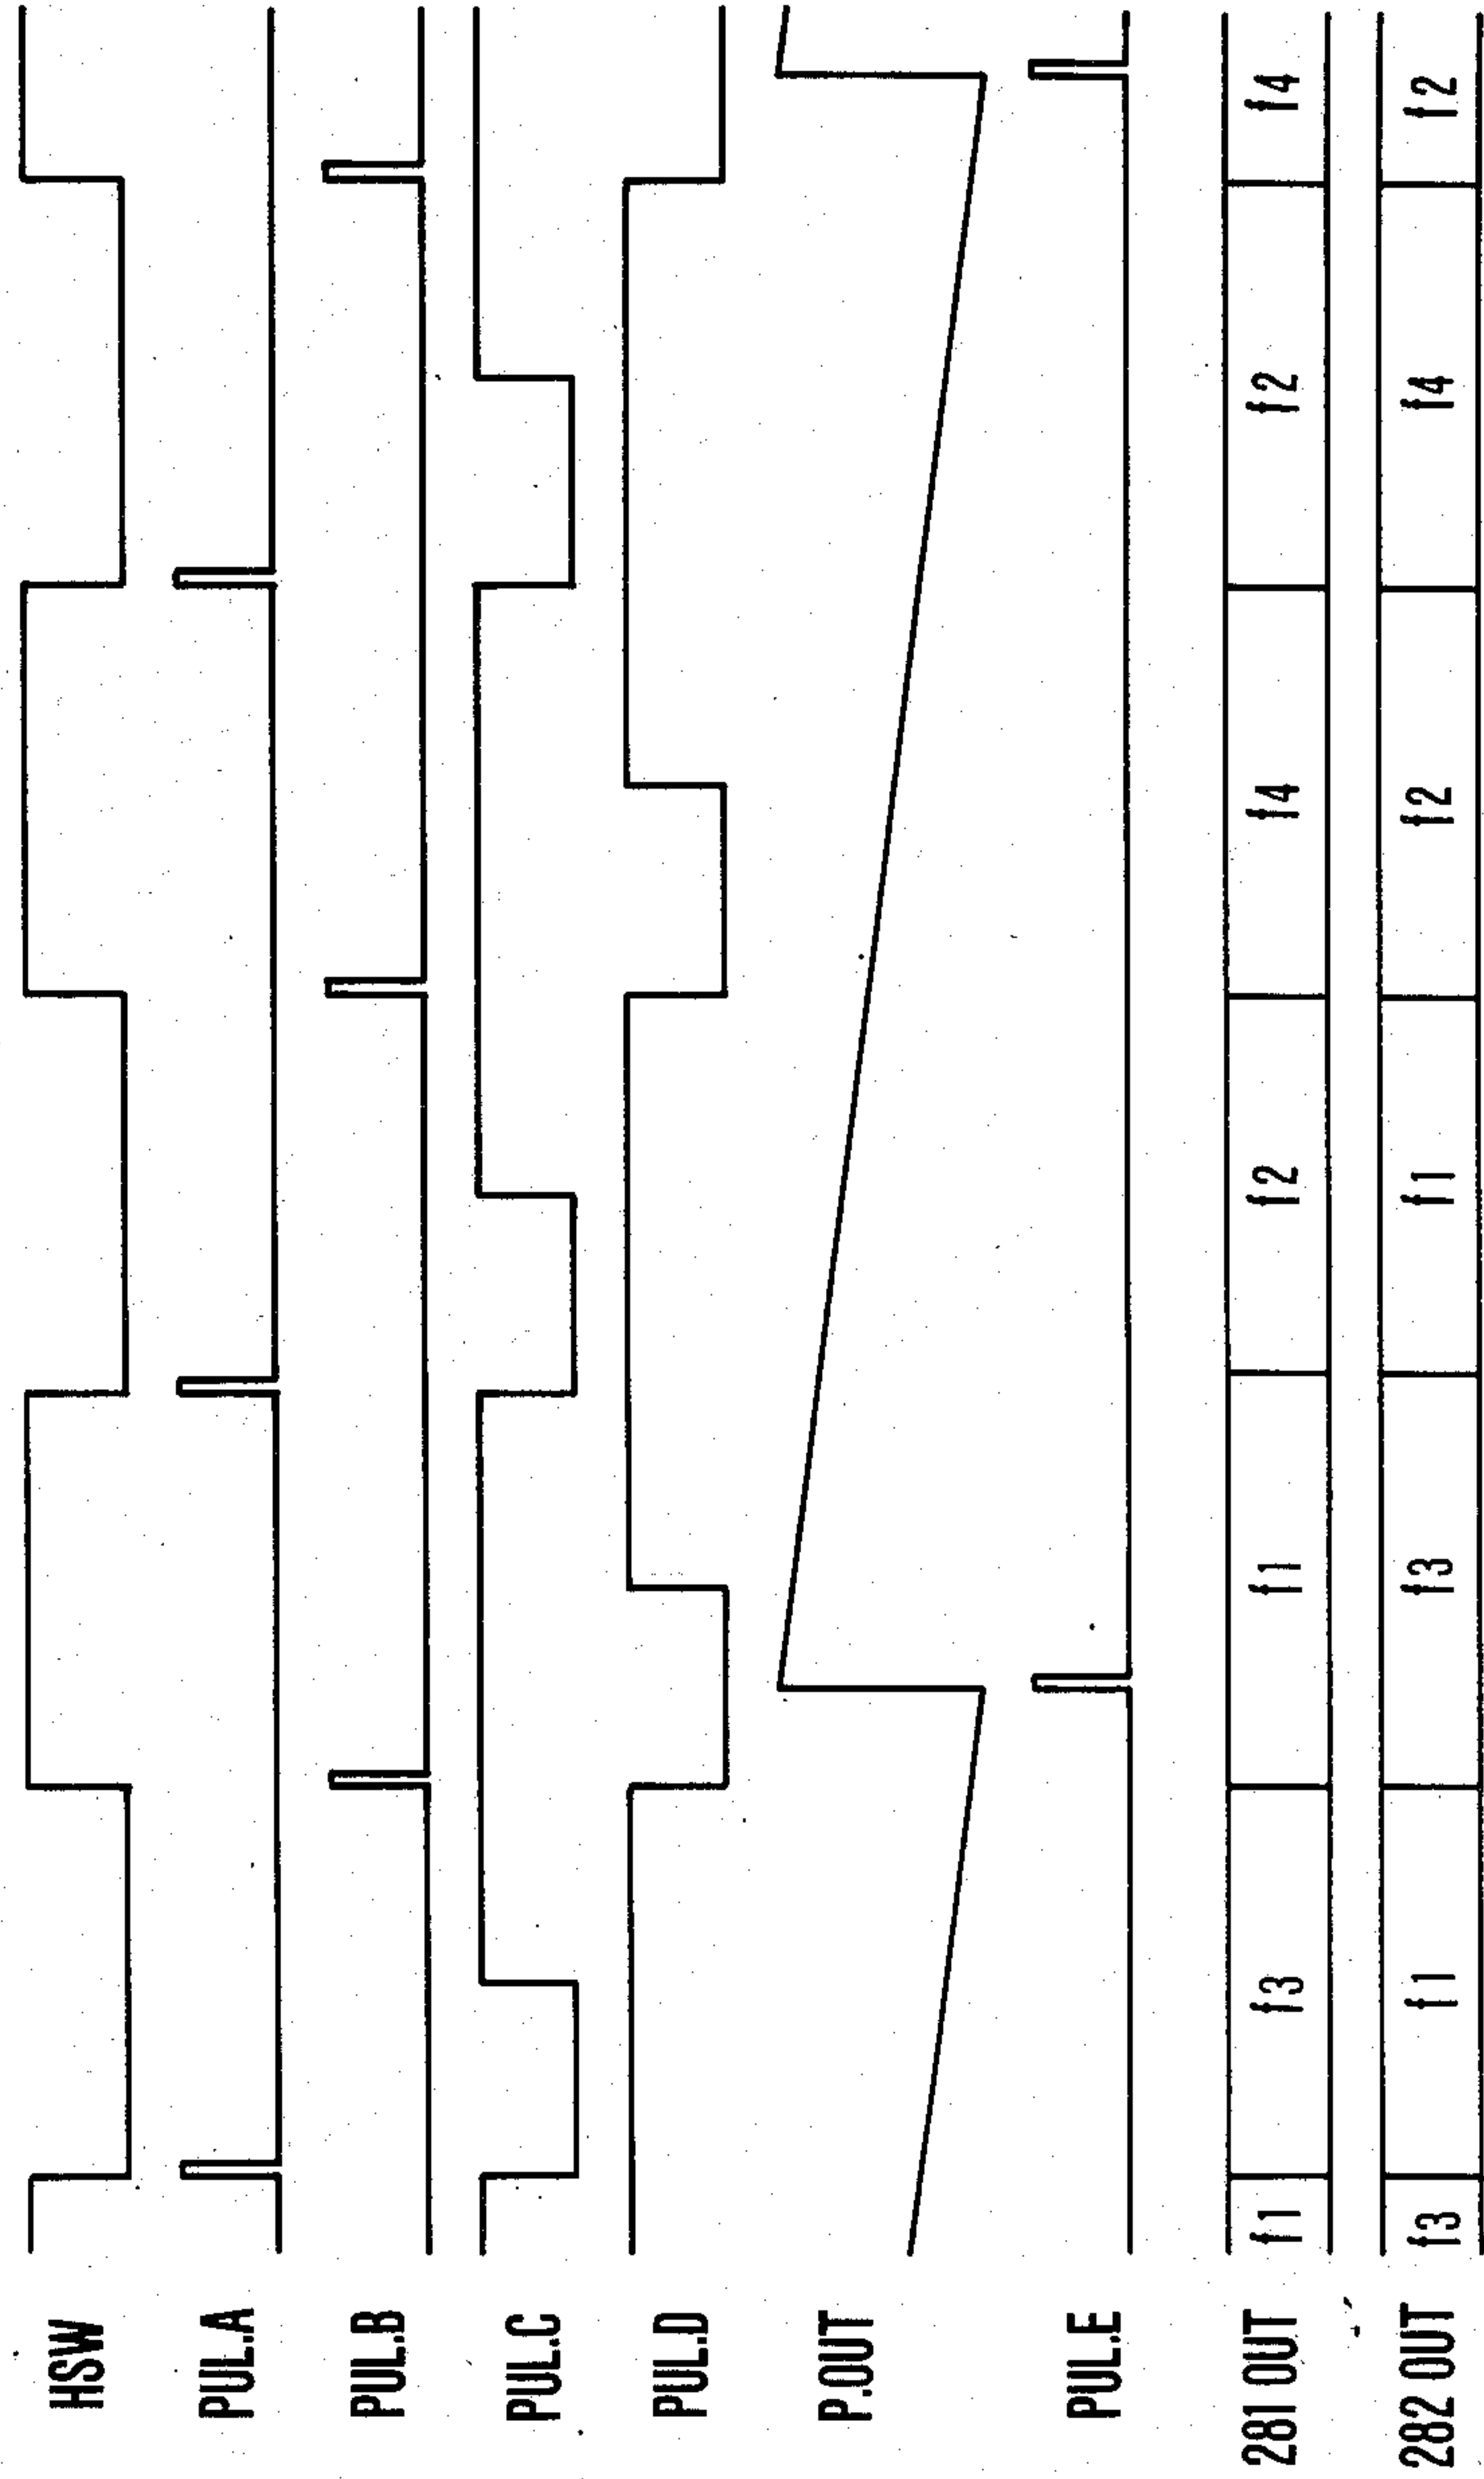 HSW
PUL.A
PUL.B
PUL.C
PUL.D
P.OUT
PUL.E
281 OUT f1 f3 f1 f2 f4 f2 f4
282 OUT f3 f1 f3 f1 f2 f4 f2